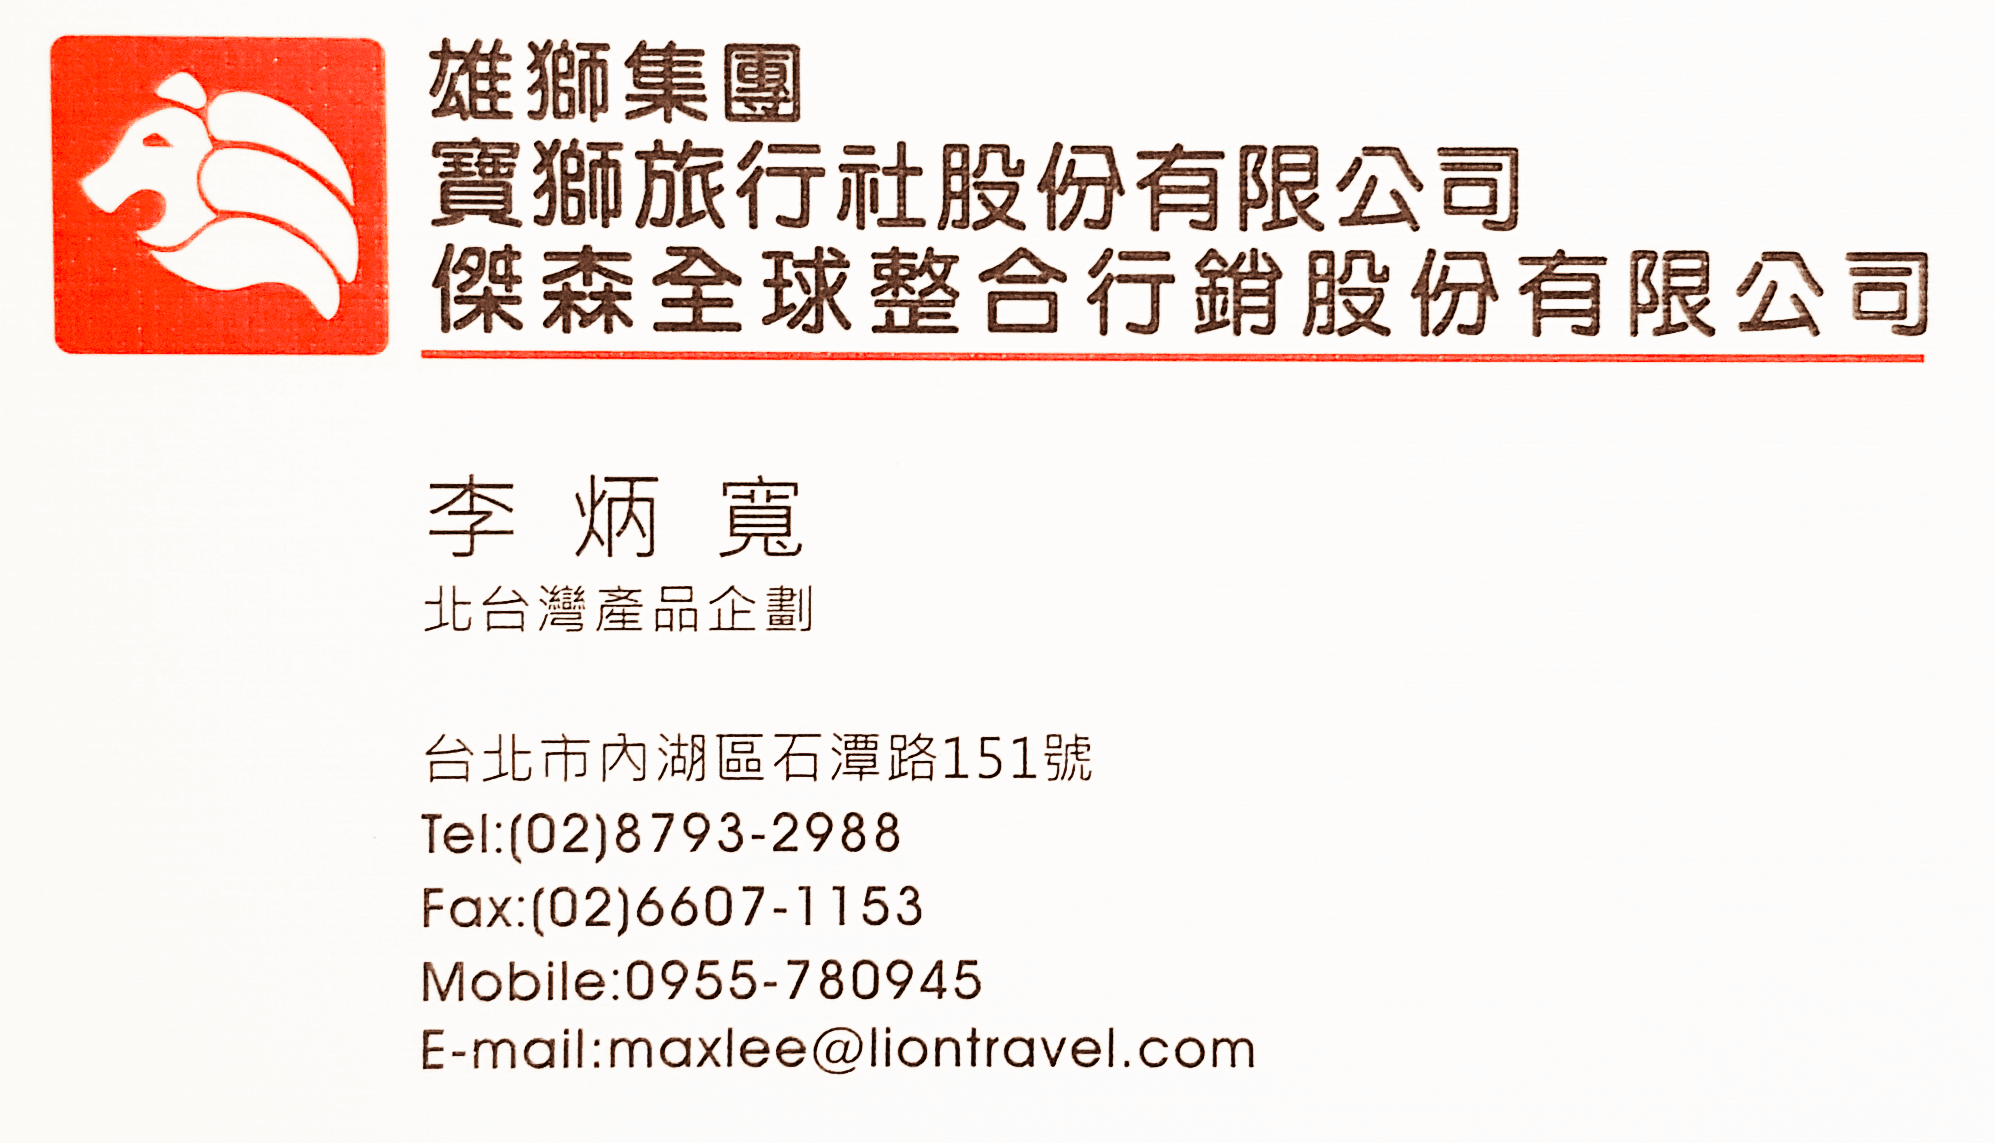 雄獅集團
寶獅旅行社股份有限公司
傑森全球整合行銷股份有限公司
李炳寬
北台灣產品企劃
台北市內湖區石潭路151號
Tel:(02)8793-2988
Fax:(02)6607-1153
Mobile:0955-780945
E-mail:maxlee@liontravel.com